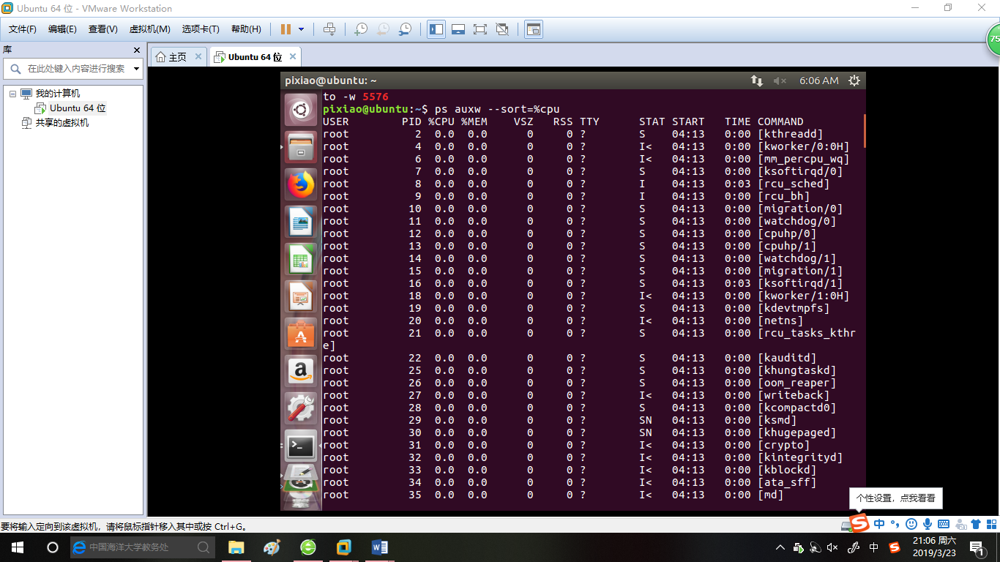 Ubuntu 64 位 - VMware Workstation
文件(F) 编辑(E) 查看(V) 虚拟机(M) 选项卡(T) 帮助(H)
75
库
主页 Ubuntu 64 位
在此处键入内容进行搜索
我的计算机
Ubuntu 64 位
共享的虚拟机
pixiao@ubuntu: ~ 6:06 AM
to -w 5576
pixiao@ubuntu:~$ ps auxw --sort=%cpu
USER PID %CPU %MEM VSZ RSS TTY STAT START TIME COMMAND
root 2 0.0 0.0 0 0 ? S 04:13 0:00 [kthreadd]
root 4 0.0 0.0 0 0 ? I< 04:13 0:00 [kworker/0:0H]
root 6 0.0 0.0 0 0 ? I< 04:13 0:00 [mm_percpu_wq]
root 7 0.0 0.0 0 0 ? S 04:13 0:00 [ksoftirqd/0]
root 8 0.0 0.0 0 0 ? I 04:13 0:03 [rcu_sched]
root 9 0.0 0.0 0 0 ? I 04:13 0:00 [rcu_bh]
root 10 0.0 0.0 0 0 ? S 04:13 0:00 [migration/0]
root 11 0.0 0.0 0 0 ? S 04:13 0:00 [watchdog/0]
root 12 0.0 0.0 0 0 ? S 04:13 0:00 [cpuhp/0]
root 13 0.0 0.0 0 0 ? S 04:13 0:00 [cpuhp/1]
root 14 0.0 0.0 0 0 ? S 04:13 0:00 [watchdog/1]
root 15 0.0 0.0 0 0 ? S 04:13 0:00 [migration/1]
root 16 0.0 0.0 0 0 ? S 04:13 0:03 [ksoftirqd/1]
root 18 0.0 0.0 0 0 ? I< 04:13 0:00 [kworker/1:0H]
root 19 0.0 0.0 0 0 ? S 04:13 0:00 [kdevtmpfs]
root 20 0.0 0.0 0 0 ? I< 04:13 0:00 [netns]
root 21 0.0 0.0 0 0 ? S 04:13 0:00 [rcu_tasks_kthr
e]
root 22 0.0 0.0 0 0 ? S 04:13 0:00 [kauditd]
root 25 0.0 0.0 0 0 ? S 04:13 0:00 [khungtaskd]
root 26 0.0 0.0 0 0 ? S 04:13 0:00 [oom_reaper]
root 27 0.0 0.0 0 0 ? I< 04:13 0:00 [writeback]
root 28 0.0 0.0 0 0 ? S 04:13 0:00 [kcompactd0]
root 29 0.0 0.0 0 0 ? SN 04:13 0:00 [ksmd]
root 30 0.0 0.0 0 0 ? SN 04:13 0:00 [khugepaged]
root 31 0.0 0.0 0 0 ? I< 04:13 0:00 [crypto]
root 32 0.0 0.0 0 0 ? I< 04:13 0:00 [kintegrityd]
root 33 0.0 0.0 0 0 ? I< 04:13 0:00 [kblockd]
root 34 0.0 0.0 0 0 ? I< 04:13 0:00 [ata_sff]
root 35 0.0 0.0 0 0 ? I< 04:13 0:00 [md]
个性设置，点我看看
要将输入定向到该虚拟机，请将鼠标指针移入其中或按 Ctrl+G。
中
中国海洋大学教务处
中
21:06 周六
2019/3/23
1